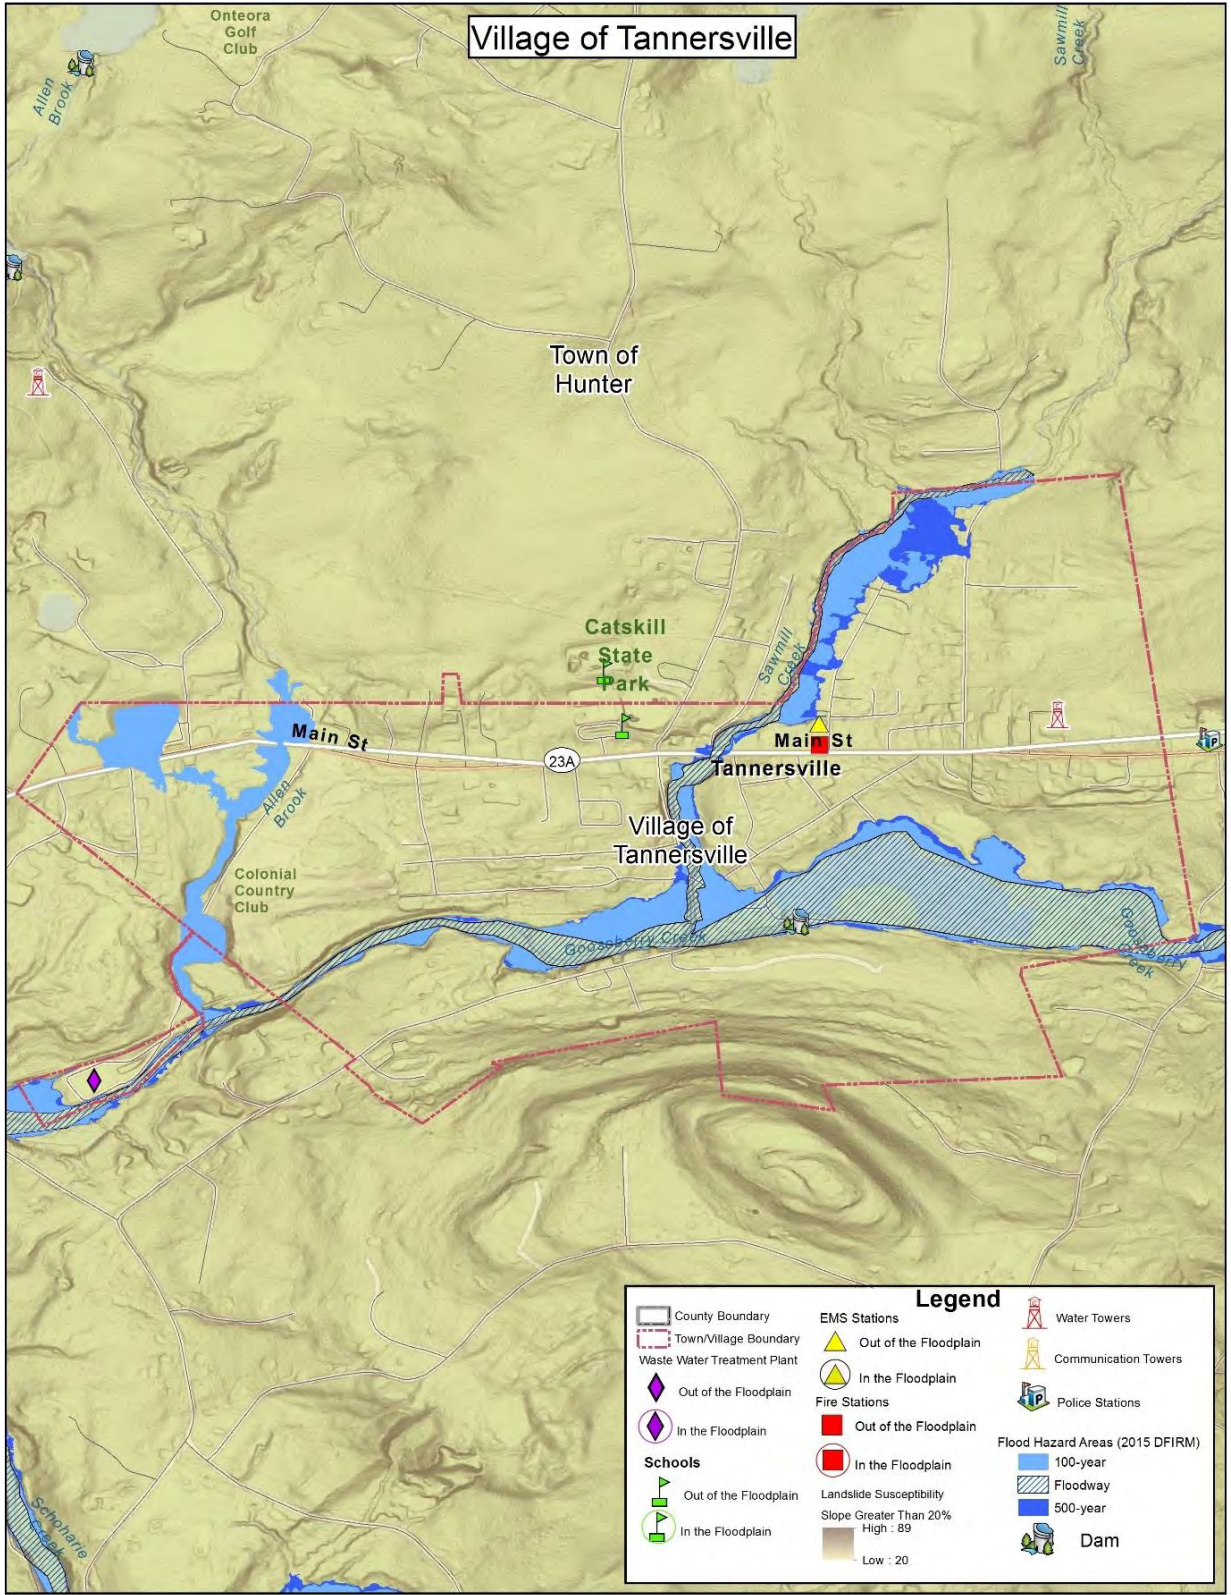 Village of Tannersville
Onteora
Golf
Club
Sawmill
Creek
Allen
Brook
Town of
Hunter
Catskill
State
Park
Sawmill
Creek
Main St
Main St
23A
Tannersville
Allen
Brook
Village of
Tannersville
Colonial
Country
Club
Gooseberry Creek
Gooseberry
Creek
P
Schoharie
Creek
Legend
County Boundary
Town/Village Boundary
Waste Water Treatment Plant
Out of the Floodplain
In the Floodplain
Schools
Out of the Floodplain
In the Floodplain
EMS Stations
Out of the Floodplain
In the Floodplain
Fire Stations
Out of the Floodplain
In the Floodplain
Landslide Susceptibility
Slope Greater Than 20%
High : 89
Low : 20
Water Towers
Communication Towers
P
Police Stations
Flood Hazard Areas (2015 DFIRM)
100-year
Floodway
500-year
Dam